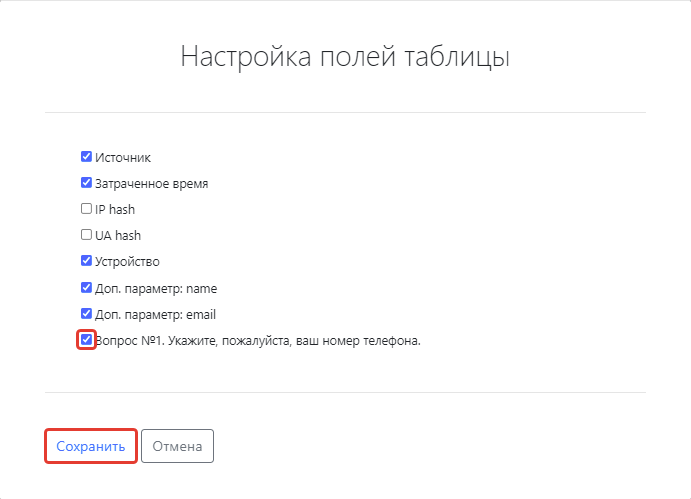 Настройка полей таблицы
Источник
Затраченное время
IP hash
UA hash
Устройство
Доп. параметр: name
Доп. параметр: email
Вопрос №1. Укажите, пожалуйста, ваш номер телефона.
Сохранить Отмена